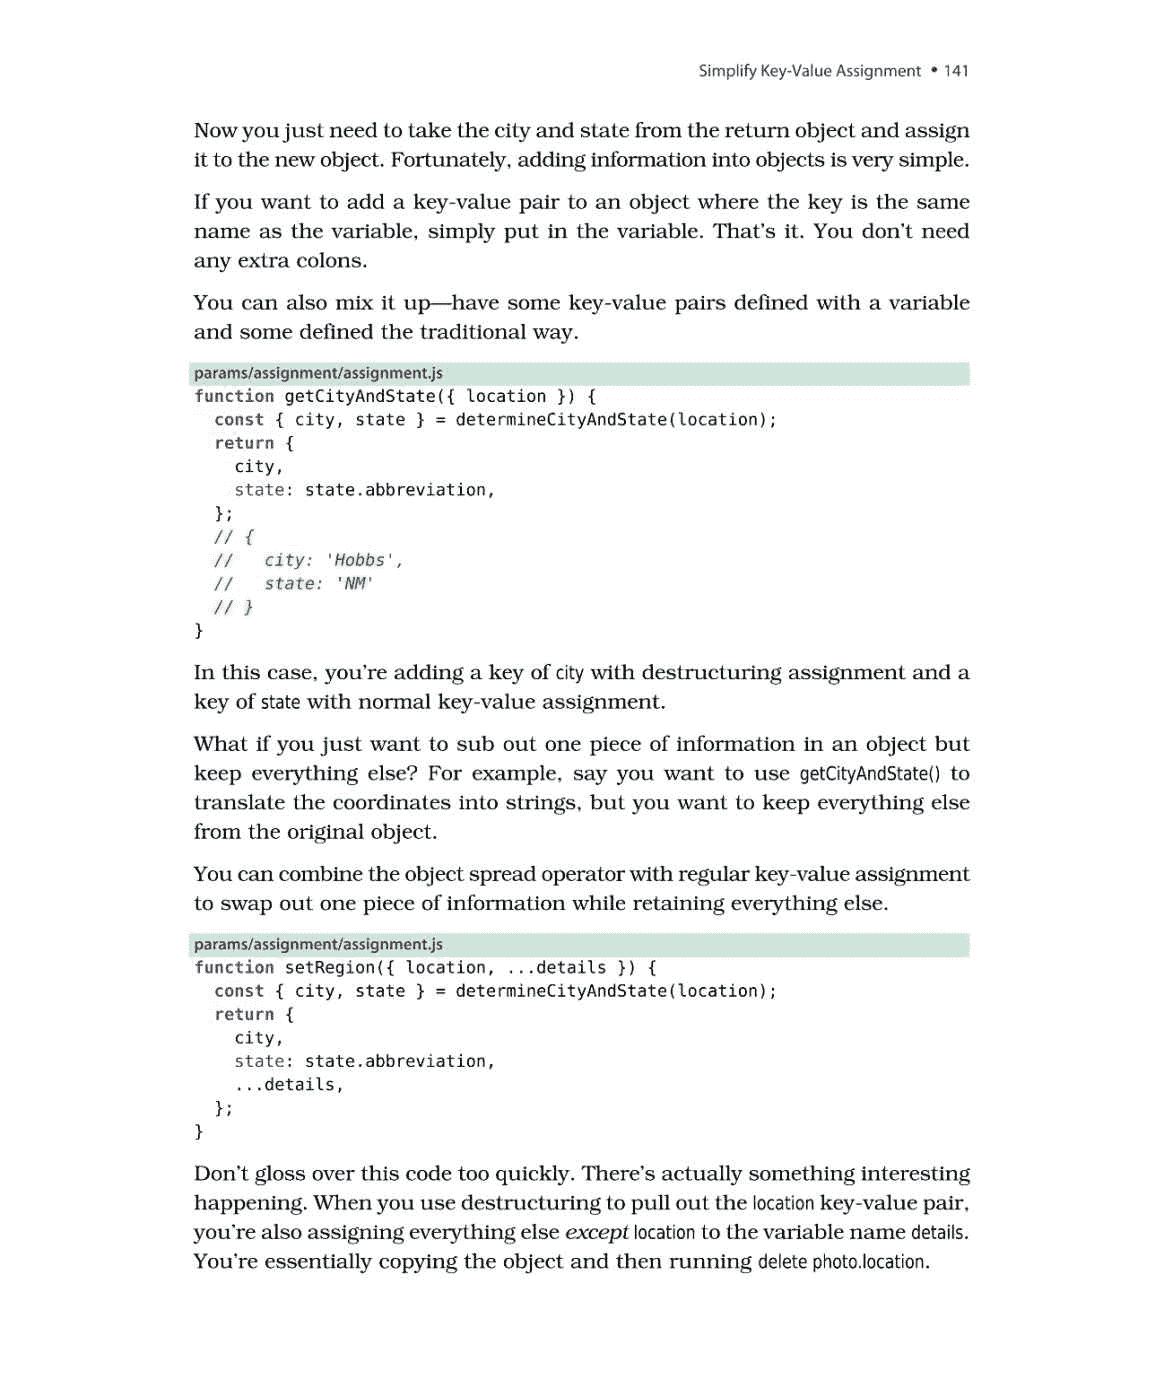 Simplify Key-Value Assignment • 141
Now you just need to take the city and state from the return object and assign
it to the new object. Fortunately, adding information into objects is very simple.
If you want to add a key-value pair to an object where the key is the same
name as the variable, simply put in the variable. That's it. You don't need
any extra colons.
You can also mix it up—have some key-value pairs defined with a variable
and some defined the traditional way.
params/assignment/assignment.js
function getCityAndState({ location }) {
  const { city, state } = determineCityAndState(location);
  return {
    city,
    state: state.abbreviation,
  };
  // {
  //   city: 'Hobbs',
  //   state: 'NM'
  // }
}
In this case, you're adding a key of city with destructuring assignment and a
key of state with normal key-value assignment.
What if you just want to sub out one piece of information in an object but
keep everything else? For example, say you want to use getCityAndState() to
translate the coordinates into strings, but you want to keep everything else
from the original object.
You can combine the object spread operator with regular key-value assignment
to swap out one piece of information while retaining everything else.
params/assignment/assignment.js
function setRegion({ location, ...details }) {
  const { city, state } = determineCityAndState(location);
  return {
    city,
    state: state.abbreviation,
    ...details,
  };
}
Don't gloss over this code too quickly. There's actually something interesting
happening. When you use destructuring to pull out the location key-value pair,
you're also assigning everything else except location to the variable name details.
You're essentially copying the object and then running delete photo.location.